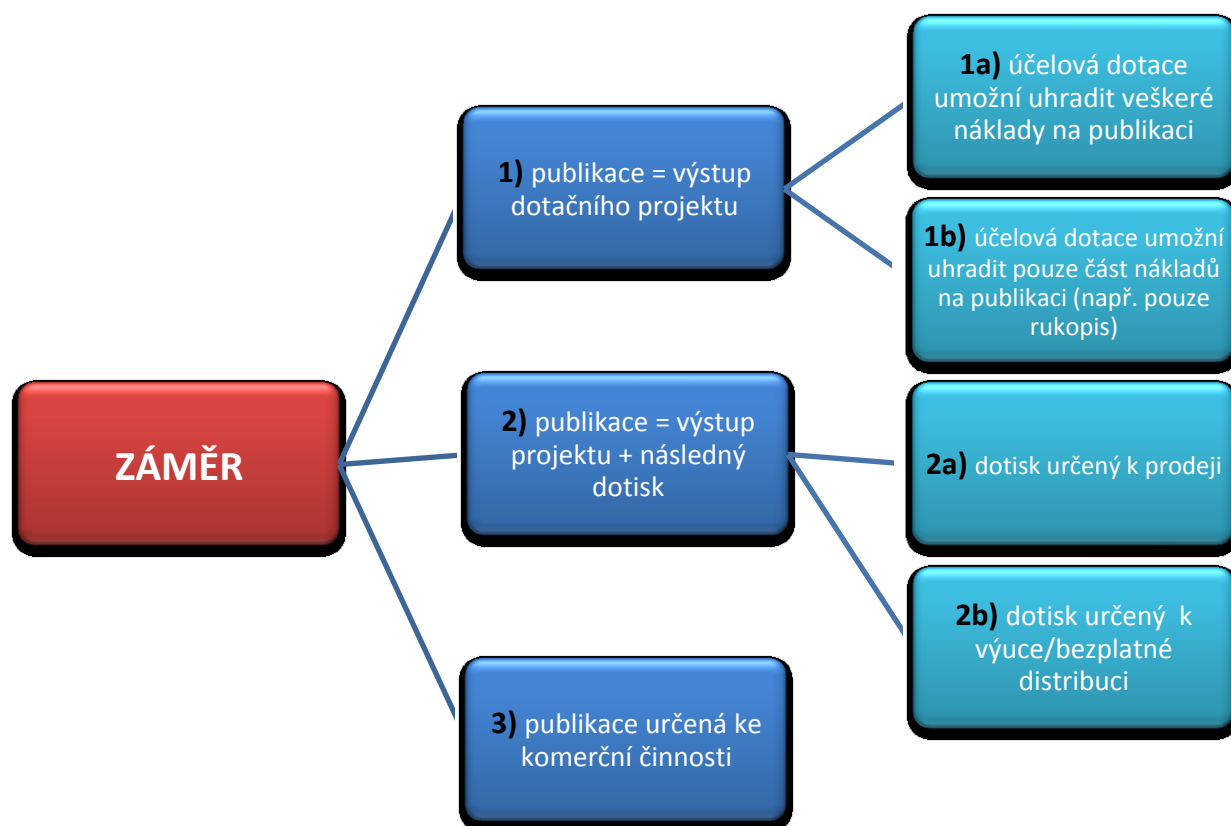 ZÁMĚR
1) publikace = výstup
dotačního projektu
1a) účelová dotace
umožní uhradit veškeré
náklady na publikaci
1b) účelová dotace umožní
uhradit pouze část nákladů
na publikaci (např. pouze
rukopis)
2) publikace = výstup
projektu + následný
dotisk
2a) dotisk určený k prodeji
2b) dotisk určený  k
výuce/bezplatné
distribuci
3) publikace určená ke
komerční činnosti